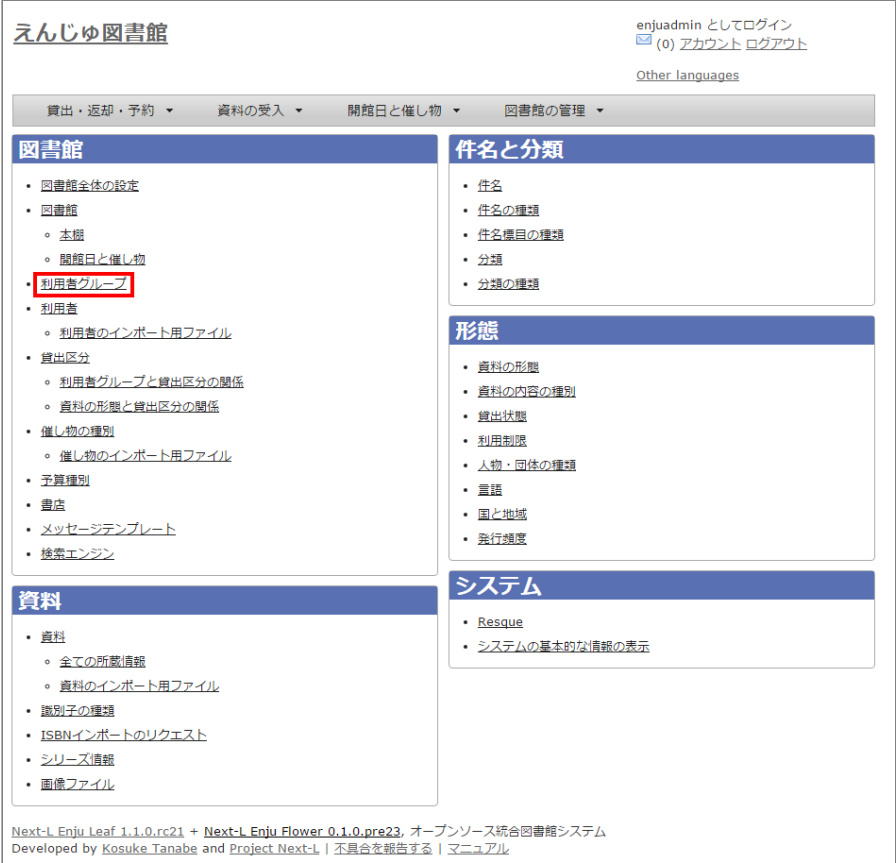 えんじゅ図書館
enjuadmin としてログイン
(0) アカウント ログアウト
Other languages
貸出・返却・予約 ▼ 資料の受入 ▼ 開館日と催し物 ▼ 図書館の管理 ▼
図書館
• 図書館全体の設定
• 図書館
◦ 本棚
◦ 開館日と催し物
• 利用者グループ
• 利用者
◦ 利用者のインポート用ファイル
• 貸出区分
◦ 利用者グループと貸出区分の関係
◦ 資料の形態と貸出区分の関係
• 催し物の種別
◦ 催し物のインポート用ファイル
• 予算種別
• 書店
• メッセージテンプレート
• 検索エンジン
資料
• 資料
◦ 全ての所蔵情報
◦ 資料のインポート用ファイル
• 識別子の種類
• ISBNインポートのリクエスト
• シリーズ情報
• 画像ファイル
件名と分類
• 件名
• 件名の種類
• 件名標目の種類
• 分類
• 分類の種類
形態
• 資料の形態
• 資料の内容の種別
• 貸出状態
• 利用制限
• 人物・団体の種類
• 言語
• 国と地域
• 発行頻度
システム
• Resque
• システムの基本的な情報の表示
Next-L Enju Leaf 1.1.0.rc21 + Next-L Enju Flower 0.1.0.pre23, オープンソース統合図書館システム
Developed by Kosuke Tanabe and Project Next-L | 不具合を報告する | マニュアル